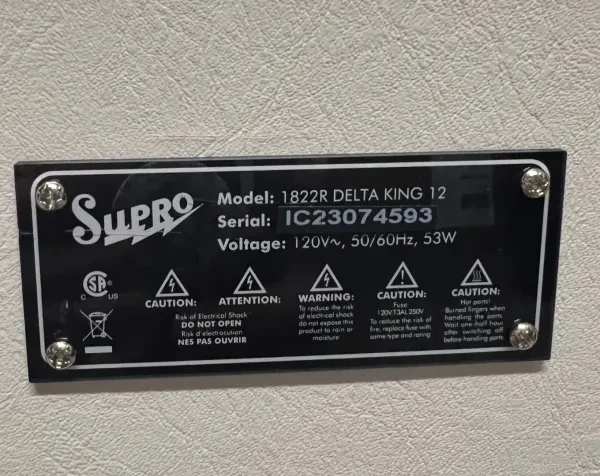 SUPRO
Model: 1822R DELTA KING 12
Serial: IC23074593
Voltage: 120V~, 50/60Hz, 53W
C SA ® US
CAUTION:
Risk of Electrical Shock
DO NOT OPEN
Risk d'electrocution
NES PAS OUVRIR
ATTENTION:
WARNING:
To reduce the risk
of electrical shock
do not expose this
product to rain or
moisture
CAUTION:
Fuse
120V:T3AL 250V
To reduce the risk of
fire, replace fuse with
same type and rating
CAUTION:
Hot parts!
Burned fingers when
handling the parts
Wait one-half hour
after switching off
before handling parts